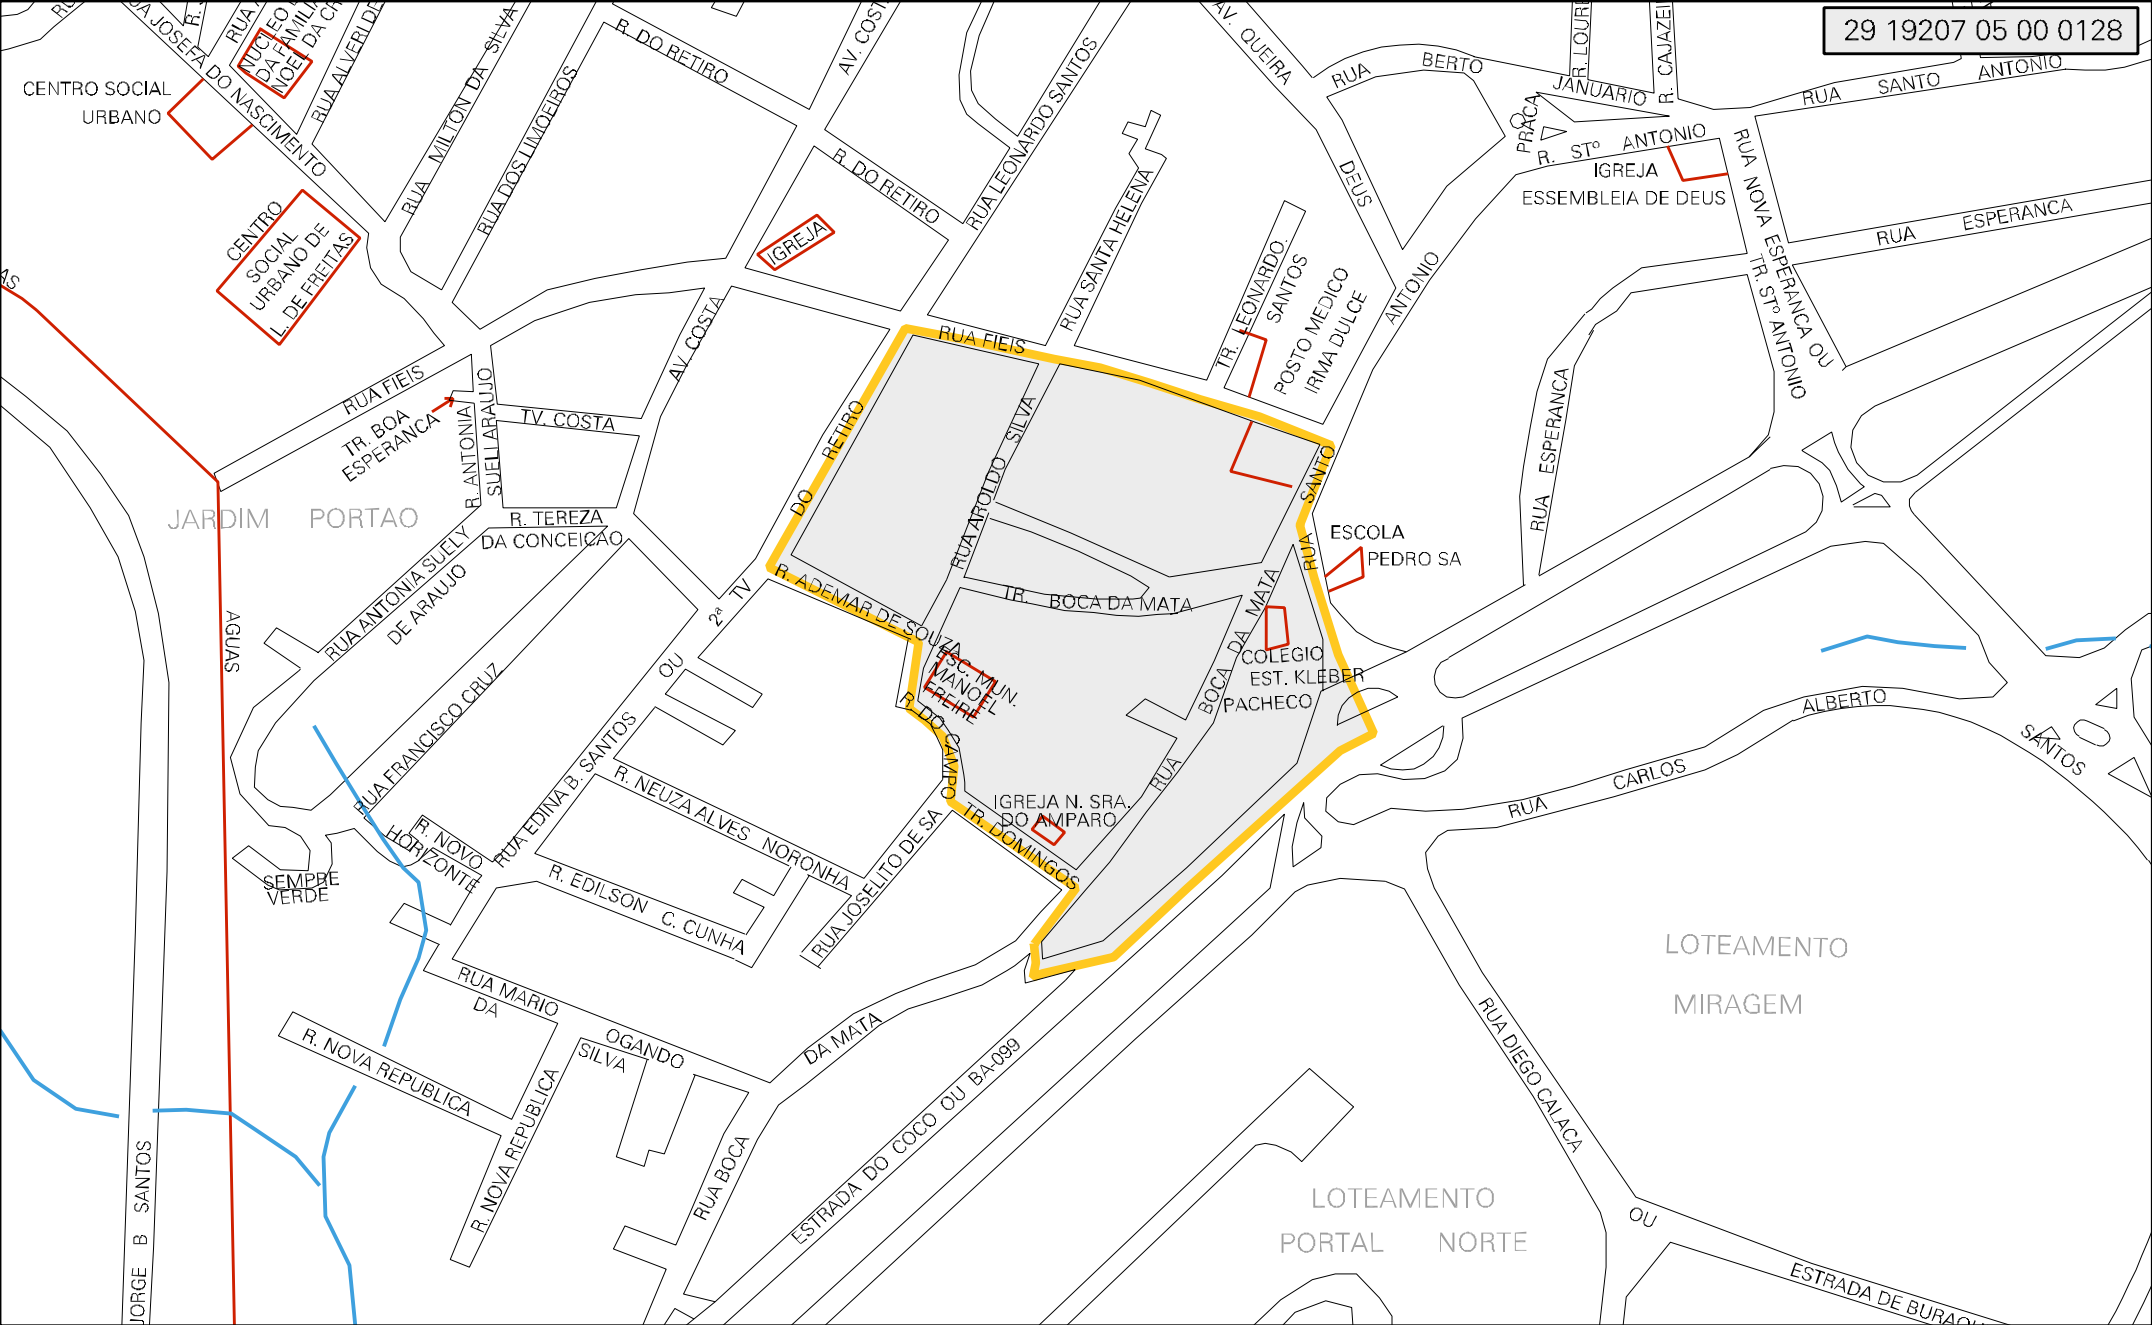 29 19207 05 00 0128
RUA JOSEFA DO NASCIMENTO
CENTRO SOCIAL
URBANO
NUCLEO
DA FAMILIA
NOEL DA CR
RUA ALVERI DE
RUA MILTON DA SILVA
RUA DOS LIMOEIROS
R. DO RETIRO
AV. COSTA
R. DO RETIRO
RUA LEONARDO SANTOS
AV. QUEIRA
DEUS
RUA BERTO
JANUARIO
R. LOURE
R. CAJAZEI
RUA SANTO ANTONIO
PRACA
R. STº ANTONIO
IGREJA
ESSEMBLEIA DE DEUS
RUA NOVA ESPERANCA OU
TR. STº ANTONIO
RUA ESPERANCA
CENTRO
SOCIAL
URBANO DE
L. DE FREITAS
IGREJA
RUA SANTA HELENA
TR. LEONARDO.
SANTOS
POSTO MEDICO
IRMA DULCE
RUA SANTO ANTONIO
RUA FIEIS
RUA FIEIS
AV. COSTA
TR. BOA
ESPERANCA
R. ANTONIA
SUELI ARAUJO
TV. COSTA
R. TEREZA
DA CONCEICAO
JARDIM PORTAO
AGUAS
RUA ANTONIA SUELY
DE ARAUJO
RUA FRANCISCO CRUZ
RUA EDINA B. SANTOS
OU
2ª TV
DO RETIRO
RUA AROLDO SILVA
R. ADEMAR DE SOUZA
TR. BOCA DA MATA
RUA BOCA DA MATA
RUA ESPERANCA
ESCOLA
PEDRO SA
COLEGIO
EST. KLEBER
PACHECO
ESC. MUN.
MANOEL
FREIRE
R. DO CAMPO
IGREJA N. SRA.
DO AMPARO
TR. DOMINGOS
R. NEUZA ALVES NORONHA
RUA JOSELITO DE SA
R. EDILSON C. CUNHA
R. NOVO
HORIZONTE
SEMPRE
VERDE
RUA MARIO
DA
OGANDO
SILVA
R. NOVA REPUBLICA
R. NOVA REPUBLICA
RUA BOCA
DA MATA
ESTRADA DO COCO OU BA-099
JORGE B SANTOS
RUA CARLOS ALBERTO
SANTOS
LOTEAMENTO
MIRAGEM
RUA DIEGO CALACA
OU
ESTRADA DE BURAQU
LOTEAMENTO
PORTAL NORTE